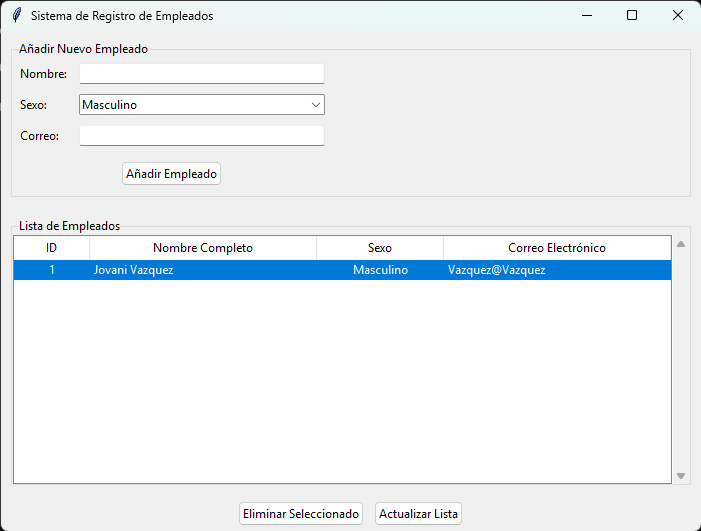 Sistema de Registro de Empleados
Añadir Nuevo Empleado
Nombre:
Sexo: Masculino
Correo:
Añadir Empleado
Lista de Empleados
ID Nombre Completo Sexo Correo Electrónico
1 Jovani Vazquez Masculino Vazquez@Vazquez
Eliminar Seleccionado Actualizar Lista